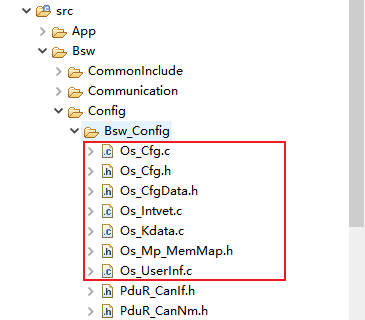 src
App
Bsw
CommonInclude
Communication
Config
Bsw_Config
Os_Cfg.c
Os_Cfg.h
Os_CfgData.h
Os_Intvet.c
Os_Kdata.c
Os_Mp_MemMap.h
Os_UserInf.c
PduR_CanIf.h
PduR_CanNm.h